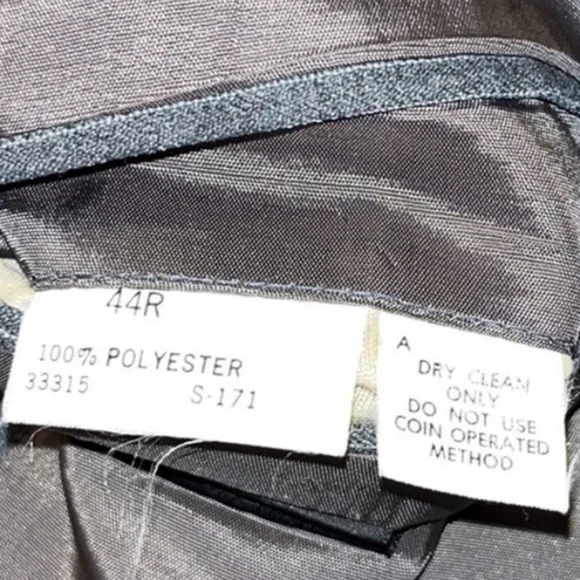 44R
100% POLYESTER
33315 S-171
A
DRY CLEAN
ONLY
DO NOT USE
COIN OPERATED
METHOD